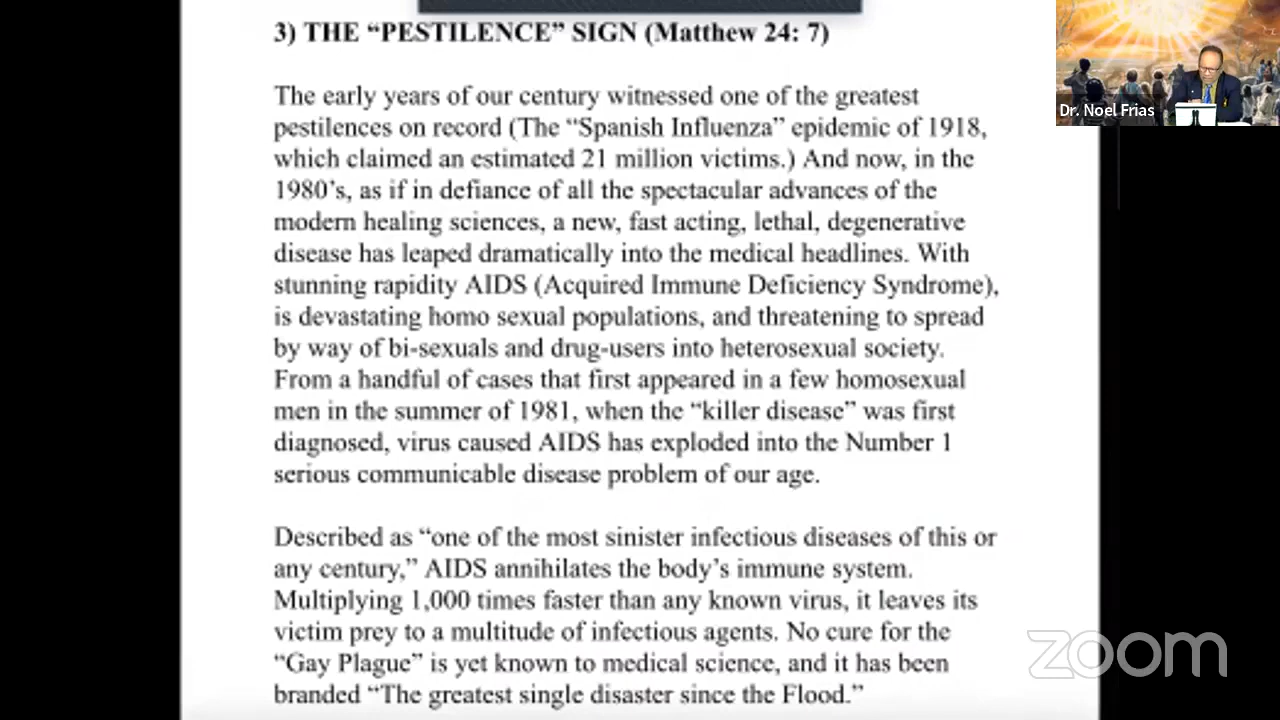 3) THE “PESTILENCE” SIGN (Matthew 24: 7)
The early years of our century witnessed one of the greatest
pestilences on record (The “Spanish Influenza” epidemic of 1918,
which claimed an estimated 21 million victims.) And now, in the
1980’s, as if in defiance of all the spectacular advances of the
modern healing sciences, a new, fast acting, lethal, degenerative
disease has leaped dramatically into the medical headlines. With
stunning rapidity AIDS (Acquired Immune Deficiency Syndrome),
is devastating homo sexual populations, and threatening to spread
by way of bi-sexuals and drug-users into heterosexual society.
From a handful of cases that first appeared in a few homosexual
men in the summer of 1981, when the “killer disease” was first
diagnosed, virus caused AIDS has exploded into the Number 1
serious communicable disease problem of our age.
Described as “one of the most sinister infectious diseases of this or
any century,” AIDS annihilates the body’s immune system.
Multiplying 1,000 times faster than any known virus, it leaves its
victim prey to a multitude of infectious agents. No cure for the
“Gay Plague” is yet known to medical science, and it has been
branded “The greatest single disaster since the Flood.”
Dr. Noel Frias
zoom